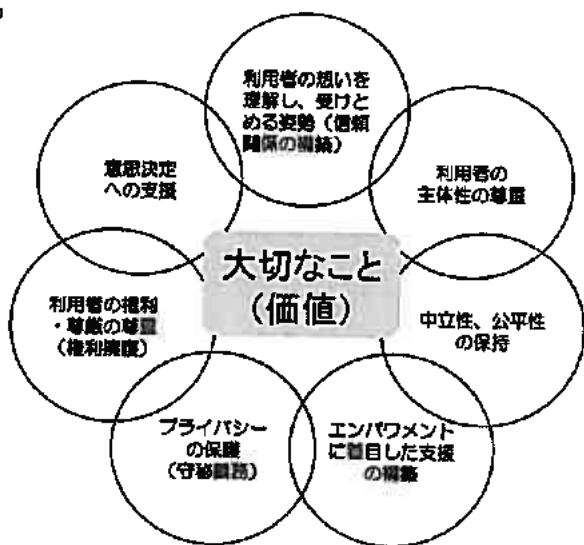 利用者の想いを
理解し、受けと
める姿勢（信頼
関係の構築）
利用者の
主体性の尊重
中立性、公平性
の保持
エンパワメント
に着目した支援
の構築
プライバシー
の保護
（守秘義務）
利用者の権利
・尊厳の尊重
（権利擁護）
意思決定
への支援
大切なこと
（価値）